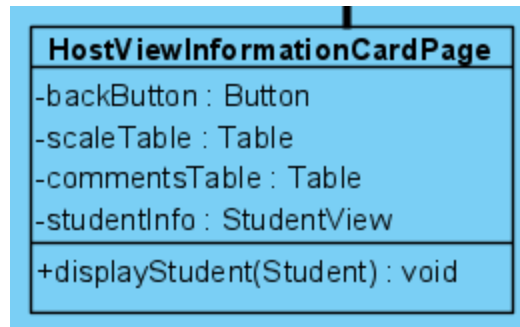 HostViewInformationCardPage
-backButton : Button
-scaleTable : Table
-commentsTable : Table
-studentInfo : StudentView
+displayStudent(Student) : void